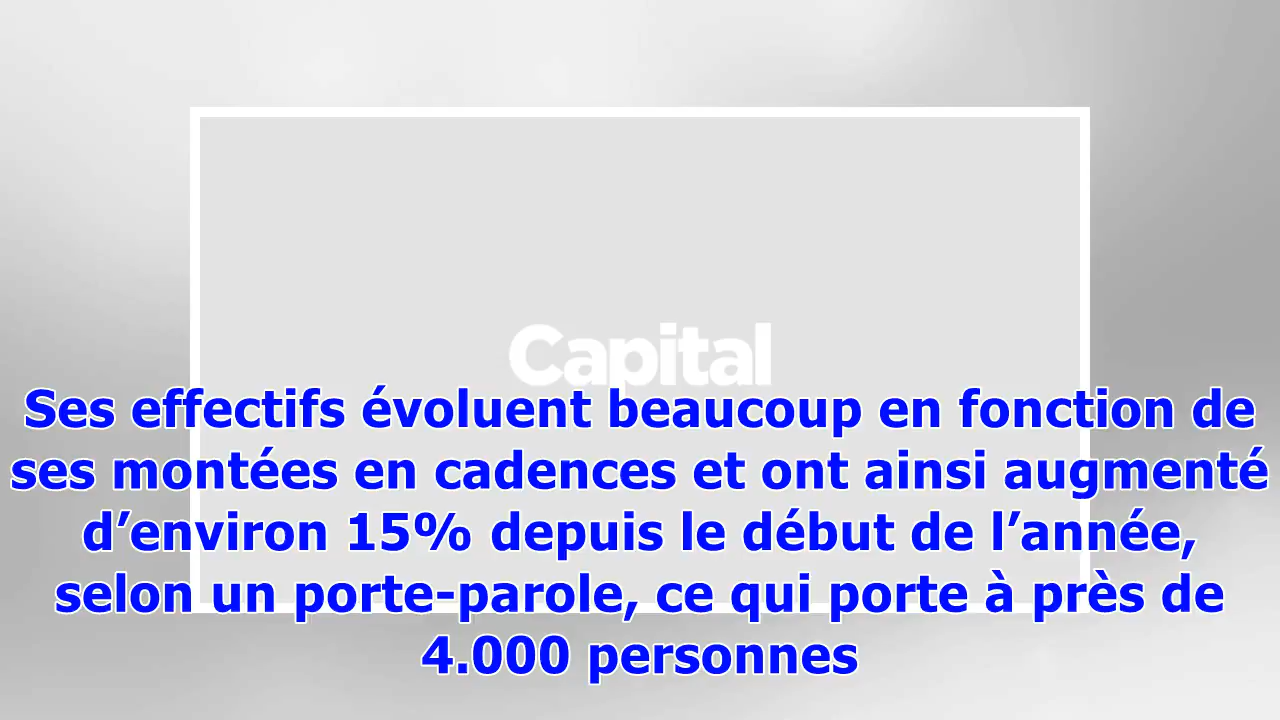 Capital
Ses effectifs évoluent beaucoup en fonction de
ses montées en cadences et ont ainsi augmenté
d’environ 15% depuis le début de l’année,
selon un porte-parole, ce qui porte à près de
4.000 personnes